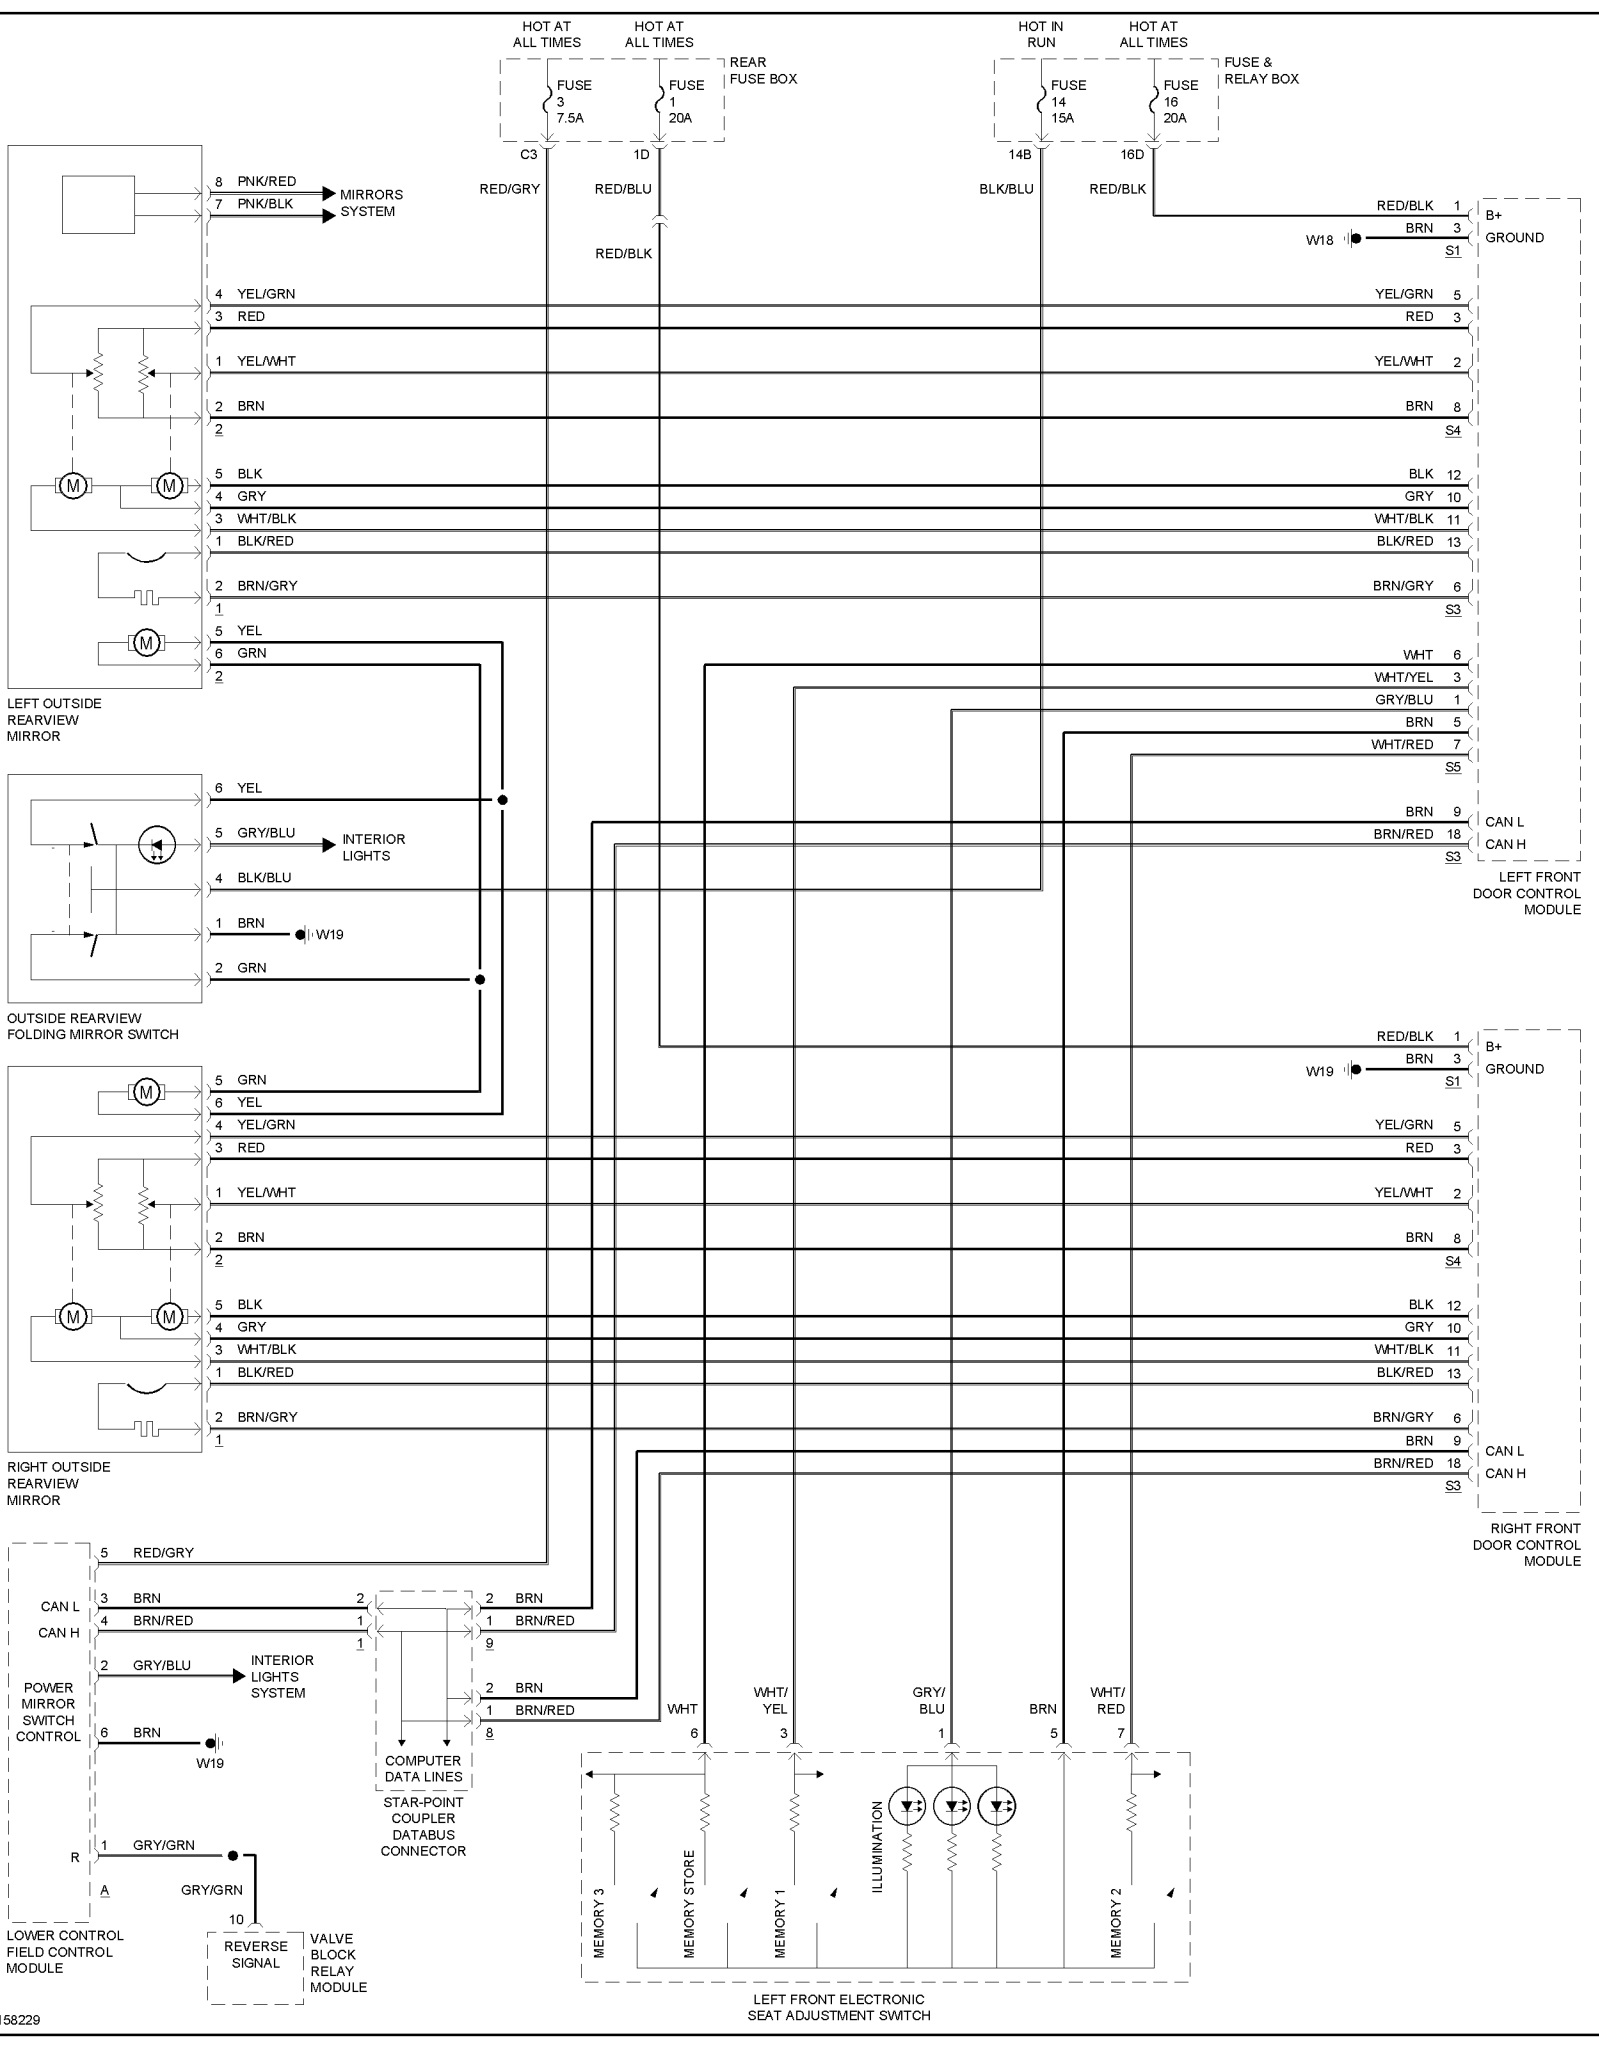 HOT AT
ALL TIMES
HOT AT
ALL TIMES
HOT IN
RUN
HOT AT
ALL TIMES
FUSE
3
7.5A
FUSE
1
20A
REAR
FUSE BOX
FUSE
14
15A
FUSE
16
20A
FUSE &
RELAY BOX
C3
1D
14B
16D
RED/GRY
RED/BLU
BLK/BLU
RED/BLK
RED/BLK
8 PNK/RED
7 PNK/BLK
MIRRORS
SYSTEM
4 YEL/GRN
3 RED
1 YEL/WHT
2 BRN
2
5 BLK
4 GRY
3 WHT/BLK
1 BLK/RED
2 BRN/GRY
1
5 YEL
6 GRN
2
M
M
M
LEFT OUTSIDE
REARVIEW
MIRROR
RED/BLK 1
B+
BRN 3
GROUND
W18
S1
YEL/GRN 5
RED 3
YEL/WHT 2
BRN 8
S4
BLK 12
GRY 10
WHT/BLK 11
BLK/RED 13
BRN/GRY 6
S3
WHT 6
WHT/YEL 3
GRY/BLU 1
BRN 5
WHT/RED 7
S5
BRN 9
CAN L
BRN/RED 18
CAN H
S3
LEFT FRONT
DOOR CONTROL
MODULE
6 YEL
5 GRY/BLU
INTERIOR
LIGHTS
4 BLK/BLU
1 BRN
W19
2 GRN
OUTSIDE REARVIEW
FOLDING MIRROR SWITCH
5 GRN
6 YEL
4 YEL/GRN
3 RED
1 YEL/WHT
2 BRN
2
5 BLK
4 GRY
3 WHT/BLK
1 BLK/RED
2 BRN/GRY
1
M
M
M
RIGHT OUTSIDE
REARVIEW
MIRROR
RED/BLK 1
B+
BRN 3
GROUND
W19
S1
YEL/GRN 5
RED 3
YEL/WHT 2
BRN 8
S4
BLK 12
GRY 10
WHT/BLK 11
BLK/RED 13
BRN/GRY 6
BRN 9
CAN L
BRN/RED 18
CAN H
S3
RIGHT FRONT
DOOR CONTROL
MODULE
5 RED/GRY
CAN L
3 BRN
CAN H
4 BRN/RED
2 GRY/BLU
INTERIOR
LIGHTS
SYSTEM
POWER
MIRROR
SWITCH
CONTROL
6 BRN
W19
R
1 GRY/GRN
A
GRY/GRN
10
LOWER CONTROL
FIELD CONTROL
MODULE
REVERSE
SIGNAL
VALVE
BLOCK
RELAY
MODULE
2
1
1
2 BRN
1 BRN/RED
9
2 BRN
1 BRN/RED
8
COMPUTER
DATA LINES
STAR-POINT
COUPLER
DATABUS
CONNECTOR
WHT
6
WHT/
YEL
3
GRY/
BLU
1
BRN
5
WHT/
RED
7
MEMORY 3
MEMORY STORE
MEMORY 1
ILLUMINATION
MEMORY 2
LEFT FRONT ELECTRONIC
SEAT ADJUSTMENT SWITCH
158229